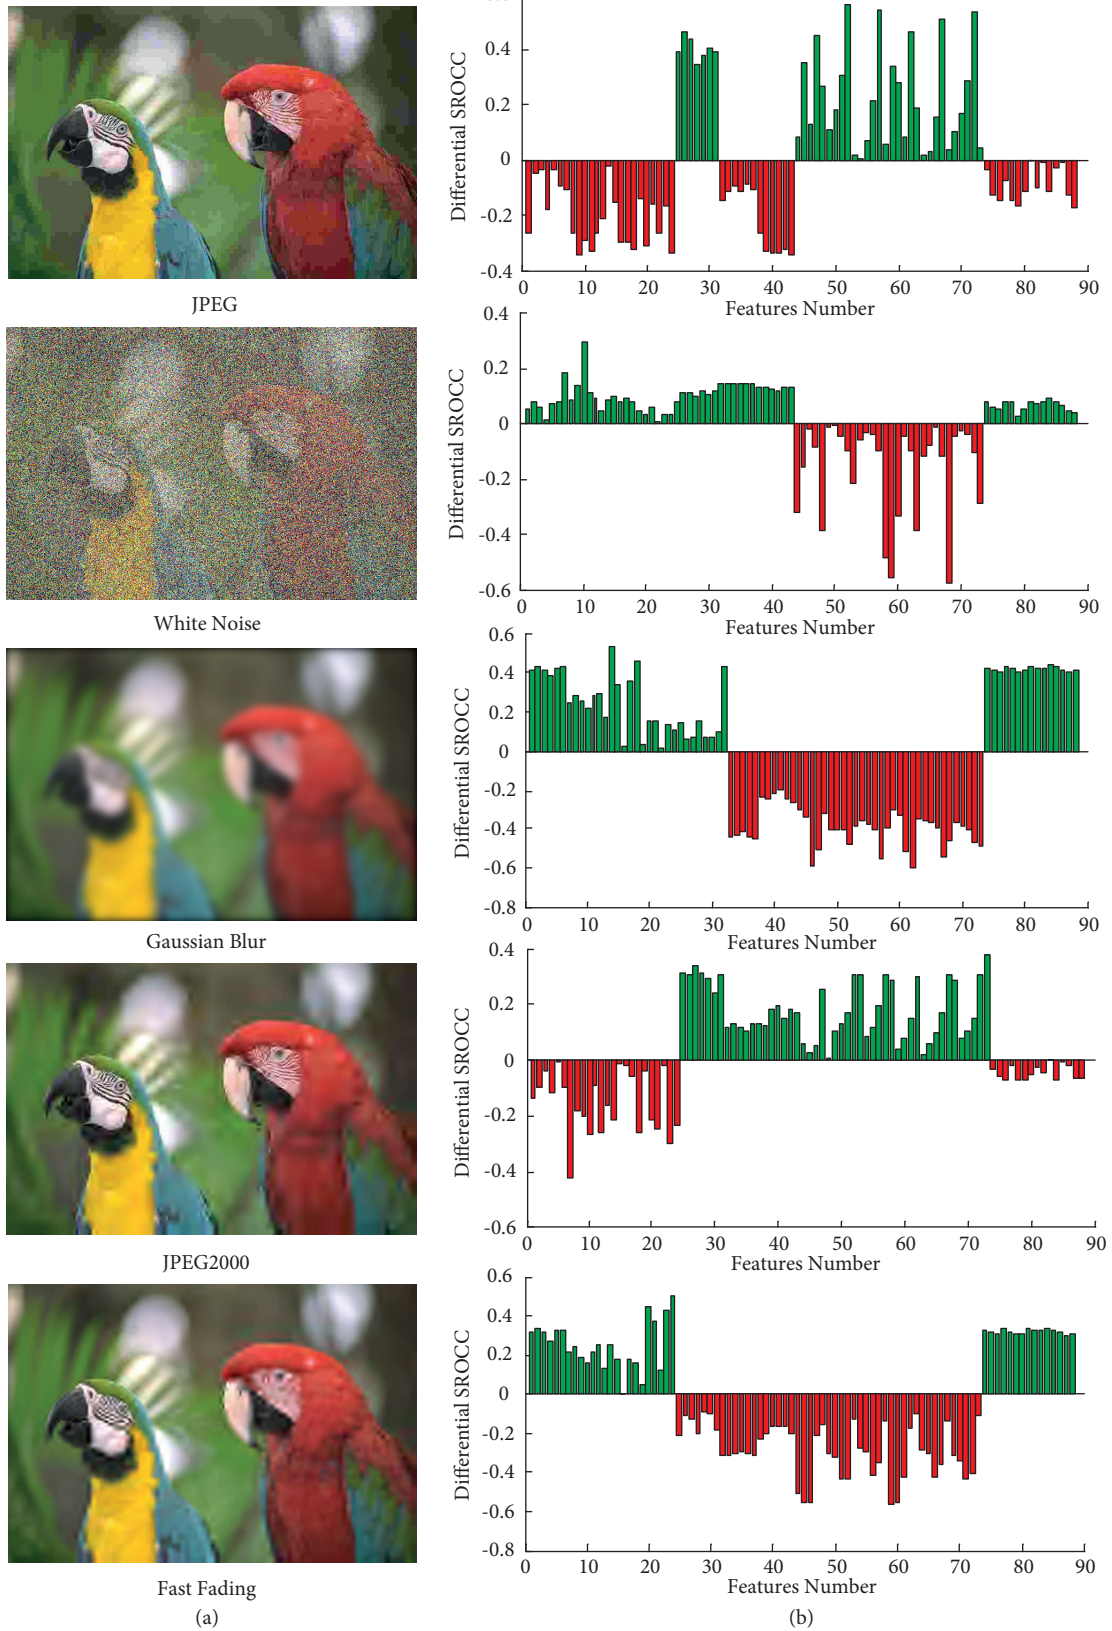 0.4
0.2
0
-0.2
-0.4
Differential SROCC
0 10 20 30 40 50 60 70 80 90
Features Number
JPEG
0.4
0.2
0
-0.2
-0.4
-0.6
Differential SROCC
0 10 20 30 40 50 60 70 80 90
Features Number
White Noise
0.6
0.4
0.2
0
-0.2
-0.4
-0.6
-0.8
Differential SROCC
0 10 20 30 40 50 60 70 80 90
Features Number
Gaussian Blur
0.4
0.2
0
-0.2
-0.4
-0.6
Differential SROCC
0 10 20 30 40 50 60 70 80 90
Features Number
JPEG2000
0.6
0.4
0.2
0
-0.2
-0.4
-0.6
-0.8
Differential SROCC
0 10 20 30 40 50 60 70 80 90
Features Number
Fast Fading
(a) (b)